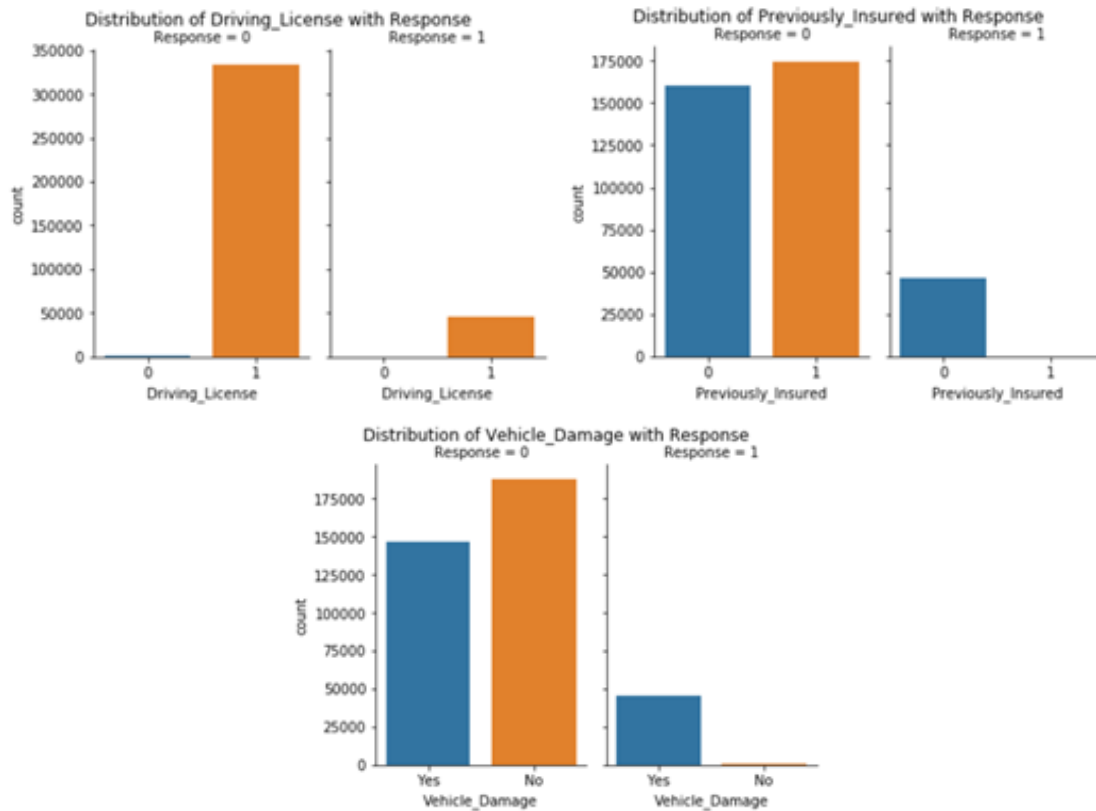 Distribution of Driving_License with Response
Response = 0 Response = 1
350000
300000
250000
200000
150000
100000
50000
0
count
0 1 0 1
Driving_License Driving_License
Distribution of Previously_Insured with Response
Response = 0 Response = 1
175000
150000
125000
100000
75000
50000
25000
0
count
0 1 0 1
Previously_Insured Previously_Insured
Distribution of Vehicle_Damage with Response
Response = 0 Response = 1
175000
150000
125000
100000
75000
50000
25000
0
count
Yes No Yes No
Vehicle_Damage Vehicle_Damage